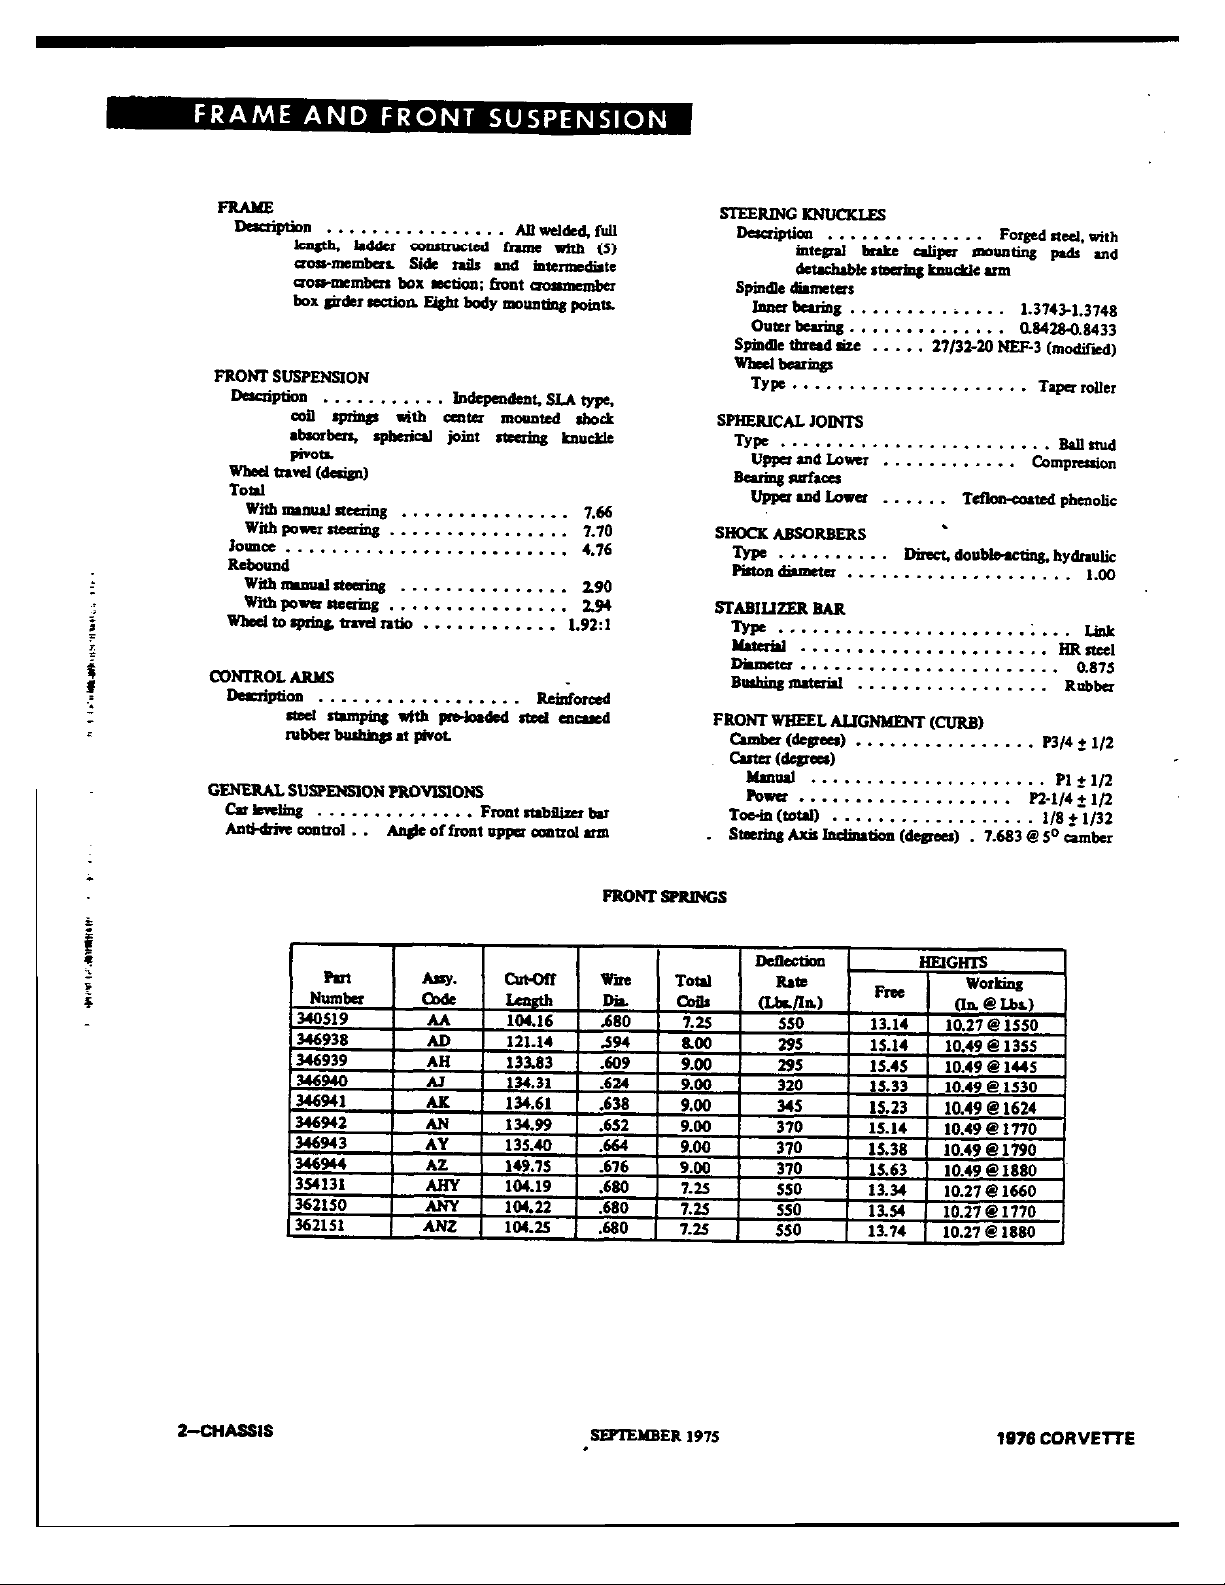 FRAME AND FRONT SUSPENSION
FRAME
Description . . . . . . . . . . . . . . . . All welded, full
length, ladder constructed frame with (5)
cross-members. Side rails and intermediate
cross-members box section; front crossmember
box girder section. Eight body mounting points.
FRONT SUSPENSION
Description . . . . . . . . . . . Independent, SLA type,
coil springs with center mounted shock
absorbers, spherical joint steering knuckle
pivots.
Wheel travel (design)
Total
With manual steering . . . . . . . . . . . . . . . 7.66
With power steering . . . . . . . . . . . . . . . . 7.70
Jounce . . . . . . . . . . . . . . . . . . . . . . . . . 4.76
Rebound
With manual steering . . . . . . . . . . . . . . . 2.90
With power steering . . . . . . . . . . . . . . . . 2.94
Wheel to spring, travel ratio . . . . . . . . . . . . 1.92:1
CONTROL ARMS
Description . . . . . . . . . . . . . . . . . . Reinforced
steel stamping with pre-loaded steel encased
rubber bushings at pivot.
GENERAL SUSPENSION PROVISIONS
Car leveling . . . . . . . . . . . . . . Front stabilizer bar
Anti-drive control . . Angle of front upper control arm
STEERING KNUCKLES
Description . . . . . . . . . . . . . . Forged steel, with
integral brake caliper mounting pads and
detachable steering knuckle arm
Spindle diameters
Inner bearing . . . . . . . . . . . . . . 1.3743-1.3748
Outer bearing . . . . . . . . . . . . . . 0.8428-0.8433
Spindle thread size . . . . . 27/32-20 NEF-3 (modified)
Wheel bearings
Type . . . . . . . . . . . . . . . . . . . . . Taper roller
SPHERICAL JOINTS
Type . . . . . . . . . . . . . . . . . . . . . . . . Ball stud
Upper and Lower . . . . . . . . . . . . Compression
Bearing surfaces
Upper and Lower . . . . . . Teflon-coated phenolic
SHOCK ABSORBERS
Type . . . . . . . . . . Direct, double-acting, hydraulic
Piston diameter . . . . . . . . . . . . . . . . . . . . 1.00
STABILIZER BAR
Type . . . . . . . . . . . . . . . . . . . . . . . . . . Link
Material . . . . . . . . . . . . . . . . . . . . . . HR steel
Diameter . . . . . . . . . . . . . . . . . . . . . . . 0.875
Bushing material . . . . . . . . . . . . . . . . . Rubber
FRONT WHEEL ALIGNMENT (CURB)
Camber (degrees) . . . . . . . . . . . . . . . . P3/4 ± 1/2
Caster (degrees)
Manual . . . . . . . . . . . . . . . . . . . . . P1 ± 1/2
Power . . . . . . . . . . . . . . . . . . . P2-1/4 ± 1/2
Toe-in (total) . . . . . . . . . . . . . . . . . . 1/8 ± 1/32
Steering Axis Inclination (degrees) . 7.683 @ 5° camber
FRONT SPRINGS
Part Number Assy. Code Cut-Off Length Wire Dia. Total Coils Deflection Rate (Lbs./In.) HEIGHTS Free Working (In. @ Lbs.)
340519 AA 104.16 .680 7.25 550 13.14 10.27 @ 1550
346938 AD 121.14 .594 8.00 295 15.14 10.49 @ 1355
346939 AH 133.83 .609 9.00 295 15.45 10.49 @ 1445
346940 AJ 134.31 .624 9.00 320 15.33 10.49 @ 1530
346941 AK 134.61 .638 9.00 345 15.23 10.49 @ 1624
346942 AN 134.99 .652 9.00 370 15.14 10.49 @ 1770
346943 AY 135.40 .664 9.00 370 15.38 10.49 @ 1790
346944 AZ 149.75 .676 9.00 370 15.63 10.49 @ 1880
354131 AHY 104.19 .680 7.25 550 13.34 10.27 @ 1660
362150 ANY 104.22 .680 7.25 550 13.54 10.27 @ 1770
362151 ANZ 104.25 .680 7.25 550 13.74 10.27 @ 1880
2—CHASSIS
SEPTEMBER 1975
1976 CORVETTE